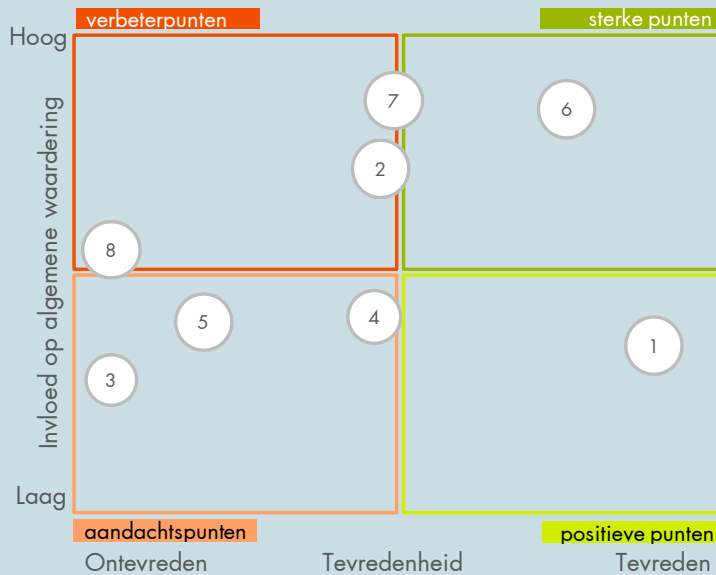 verbeterpunten
sterke punten
Hoog
7
6
2
Invloed op algemene waardering
8
5
4
1
3
Laag
aandachtspunten
positieve punten
Ontevreden
Tevredenheid
Tevreden